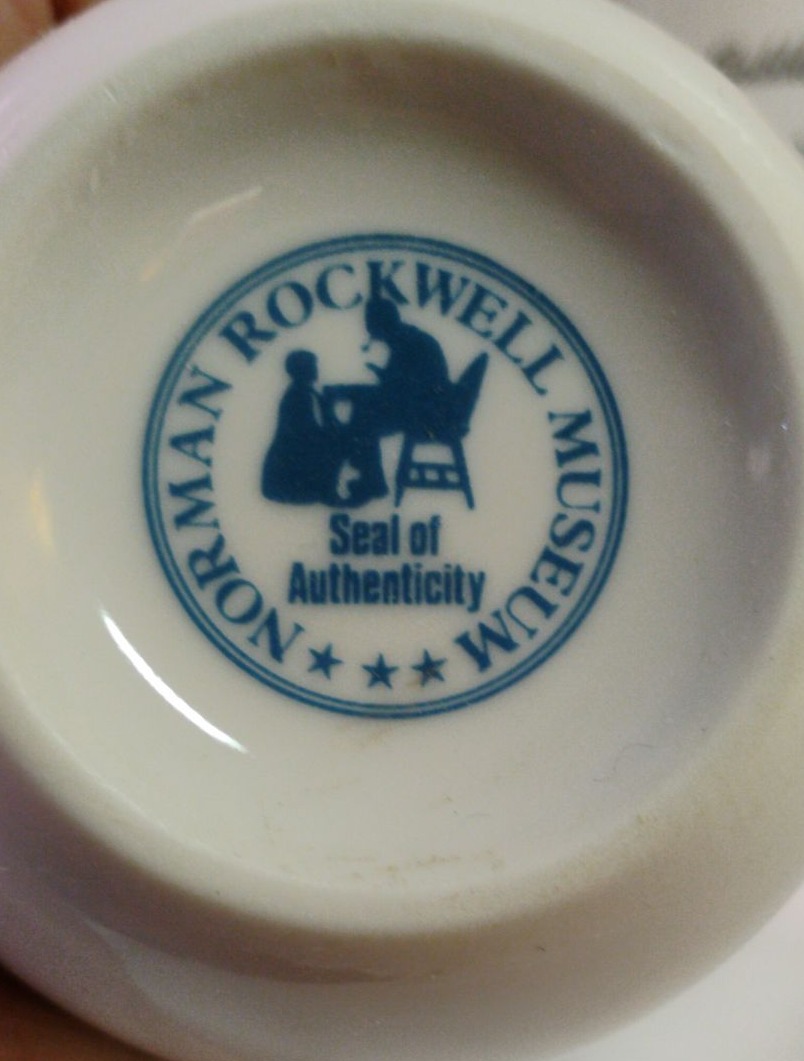 NORMAN ROCKWELL MUSEUM
Seal of
Authenticity